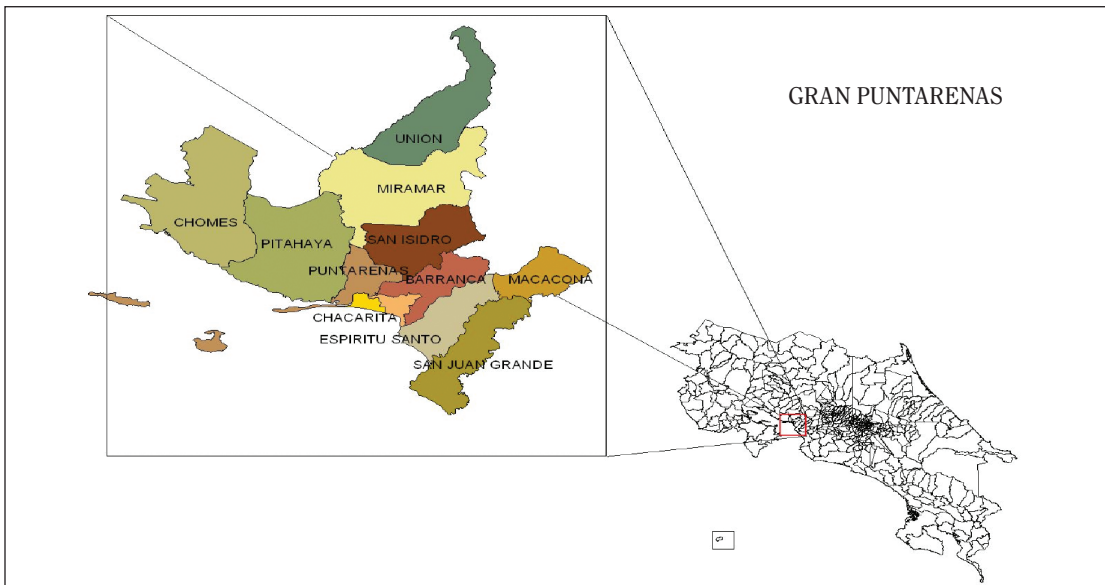 GRAN PUNTARENAS
UNION
MIRAMAR
CHOMES
SAN ISIDRO
PITAHAYA
PUNTARENAS
BARRANCA
MACACONA
CHACARITA
ESPIRITU SANTO
SAN JUAN GRANDE